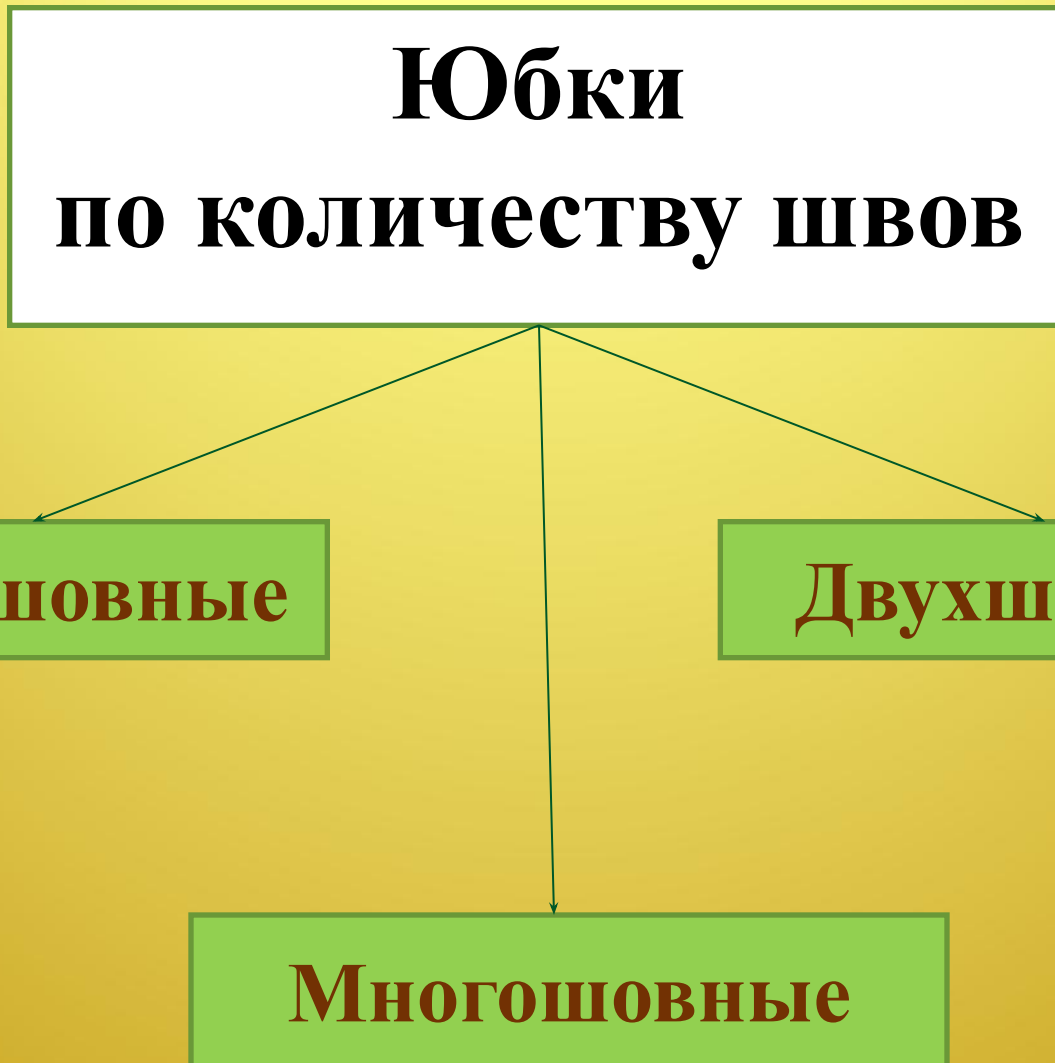 Юбки
по количеству швов
шовные
Двухш
Многошовные